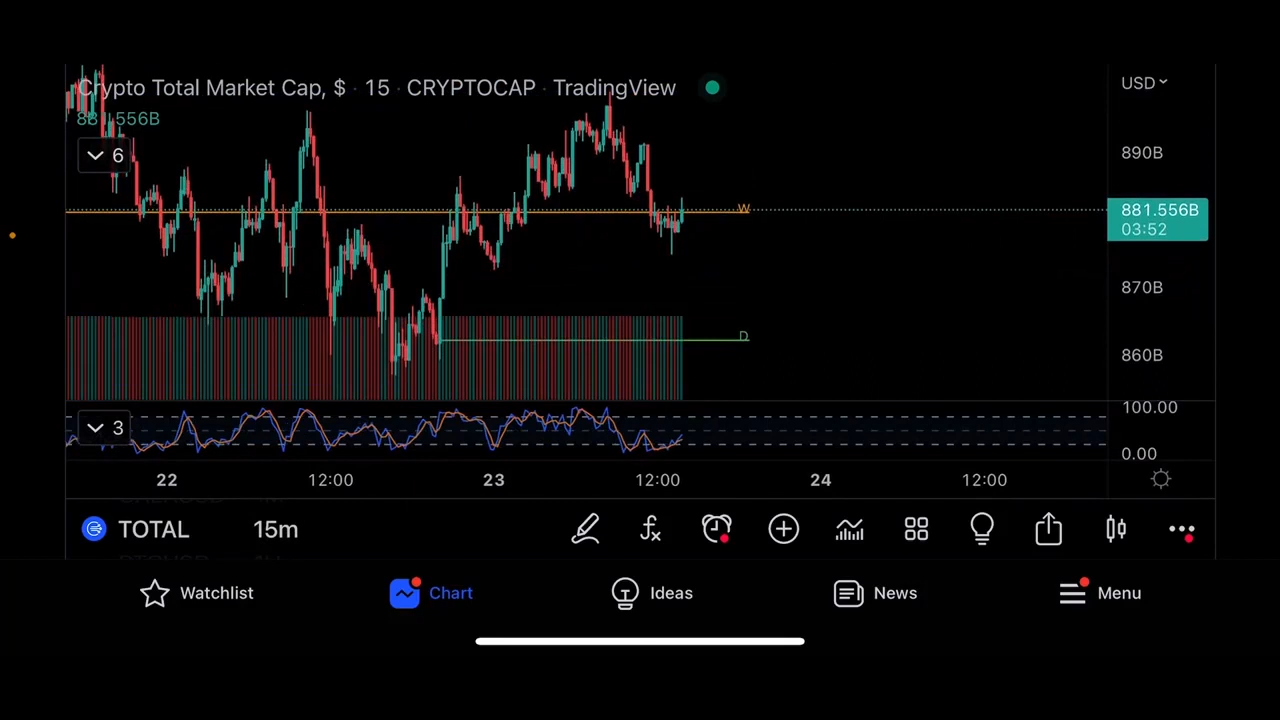 Crypto Total Market Cap, $ · 15 · CRYPTOCAP · TradingView
USD
881.556B
6
890B
W
881.556B
03:52
870B
D
860B
100.00
3
0.00
22 12:00 23 12:00 24 12:00
TOTAL 15m
Watchlist Chart Ideas News Menu